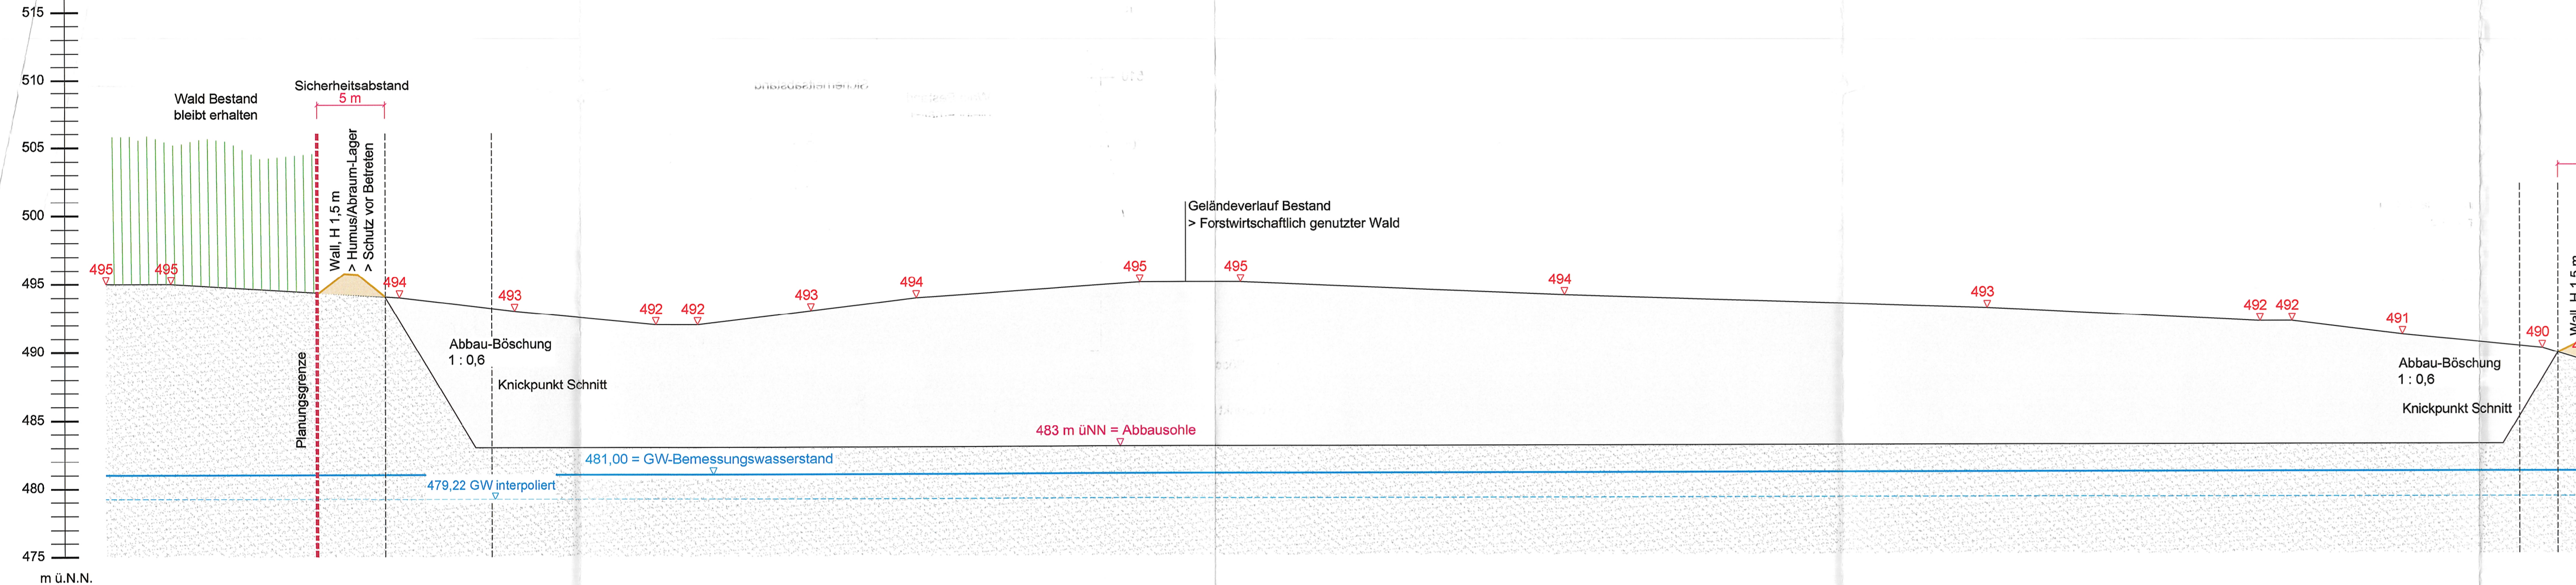 515
510
505
500
495
490
485
480
475
m ü.N.N.
Wald Bestand
bleibt erhalten
Sicherheitsabstand
5 m
Wall, H 1,5 m
> Humus/Abraum-Lager
> Schutz vor Betreten
Planungsgrenze
495
495
494
493
492
492
493
494
495
495
494
493
492
492
491
490
Geländeverlauf Bestand
> Forstwirtschaftlich genutzter Wald
Abbau-Böschung
1 : 0,6
Knickpunkt Schnitt
483 m üNN = Abbausohle
481,00 = GW-Bemessungswasserstand
479,22 GW interpoliert
Abbau-Böschung
1 : 0,6
Knickpunkt Schnitt
Wall, H 1,5 m